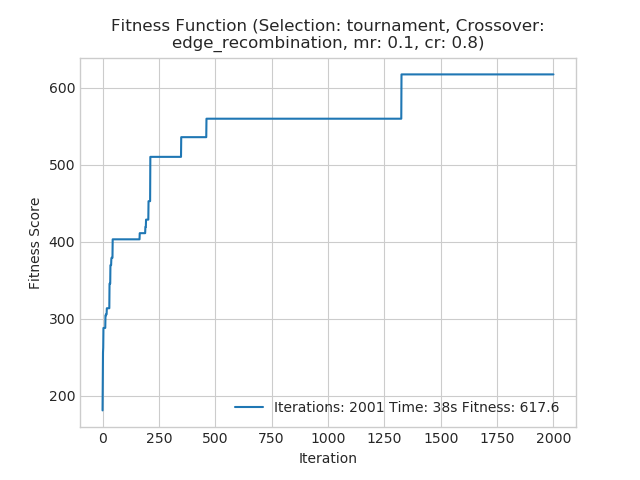 Fitness Function (Selection: tournament, Crossover:
edge_recombination, mr: 0.1, cr: 0.8)
600
500
400
300
200
Fitness Score
Iterations: 2001 Time: 38s Fitness: 617.6
0 250 500 750 1000 1250 1500 1750 2000
Iteration